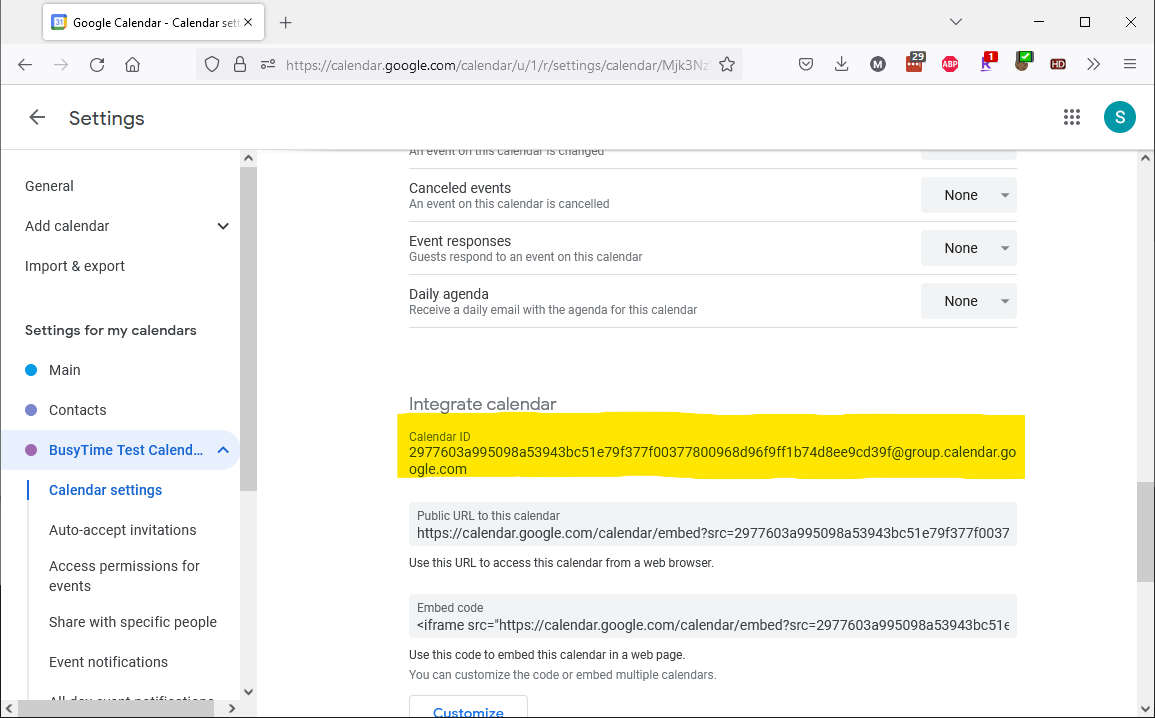 Google Calendar - Calendar sett
https://calendar.google.com/calendar/u/1/r/settings/calendar/Mjk3Nz
M
29
ABP
1
HD
Settings
S
General
Add calendar
Import & export
Settings for my calendars
Main
Contacts
BusyTime Test Calend...
Calendar settings
Auto-accept invitations
Access permissions for
events
Share with specific people
Event notifications
All-day event notifications
An event on this calendar is changed
Canceled events
An event on this calendar is cancelled
None
Event responses
Guests respond to an event on this calendar
None
Daily agenda
Receive a daily email with the agenda for this calendar
None
Integrate calendar
Calendar ID
2977603a995098a53943bc51e79f377f00377800968d96f9ff1b74d8ee9cd39f@group.calendar.go
ogle.com
Public URL to this calendar
https://calendar.google.com/calendar/embed?src=2977603a995098a53943bc51e79f377f0037
Use this URL to access this calendar from a web browser.
Embed code
<iframe src="https://calendar.google.com/calendar/embed?src=2977603a995098a53943bc51e
Use this code to embed this calendar in a web page.
You can customize the code or embed multiple calendars.
Customize